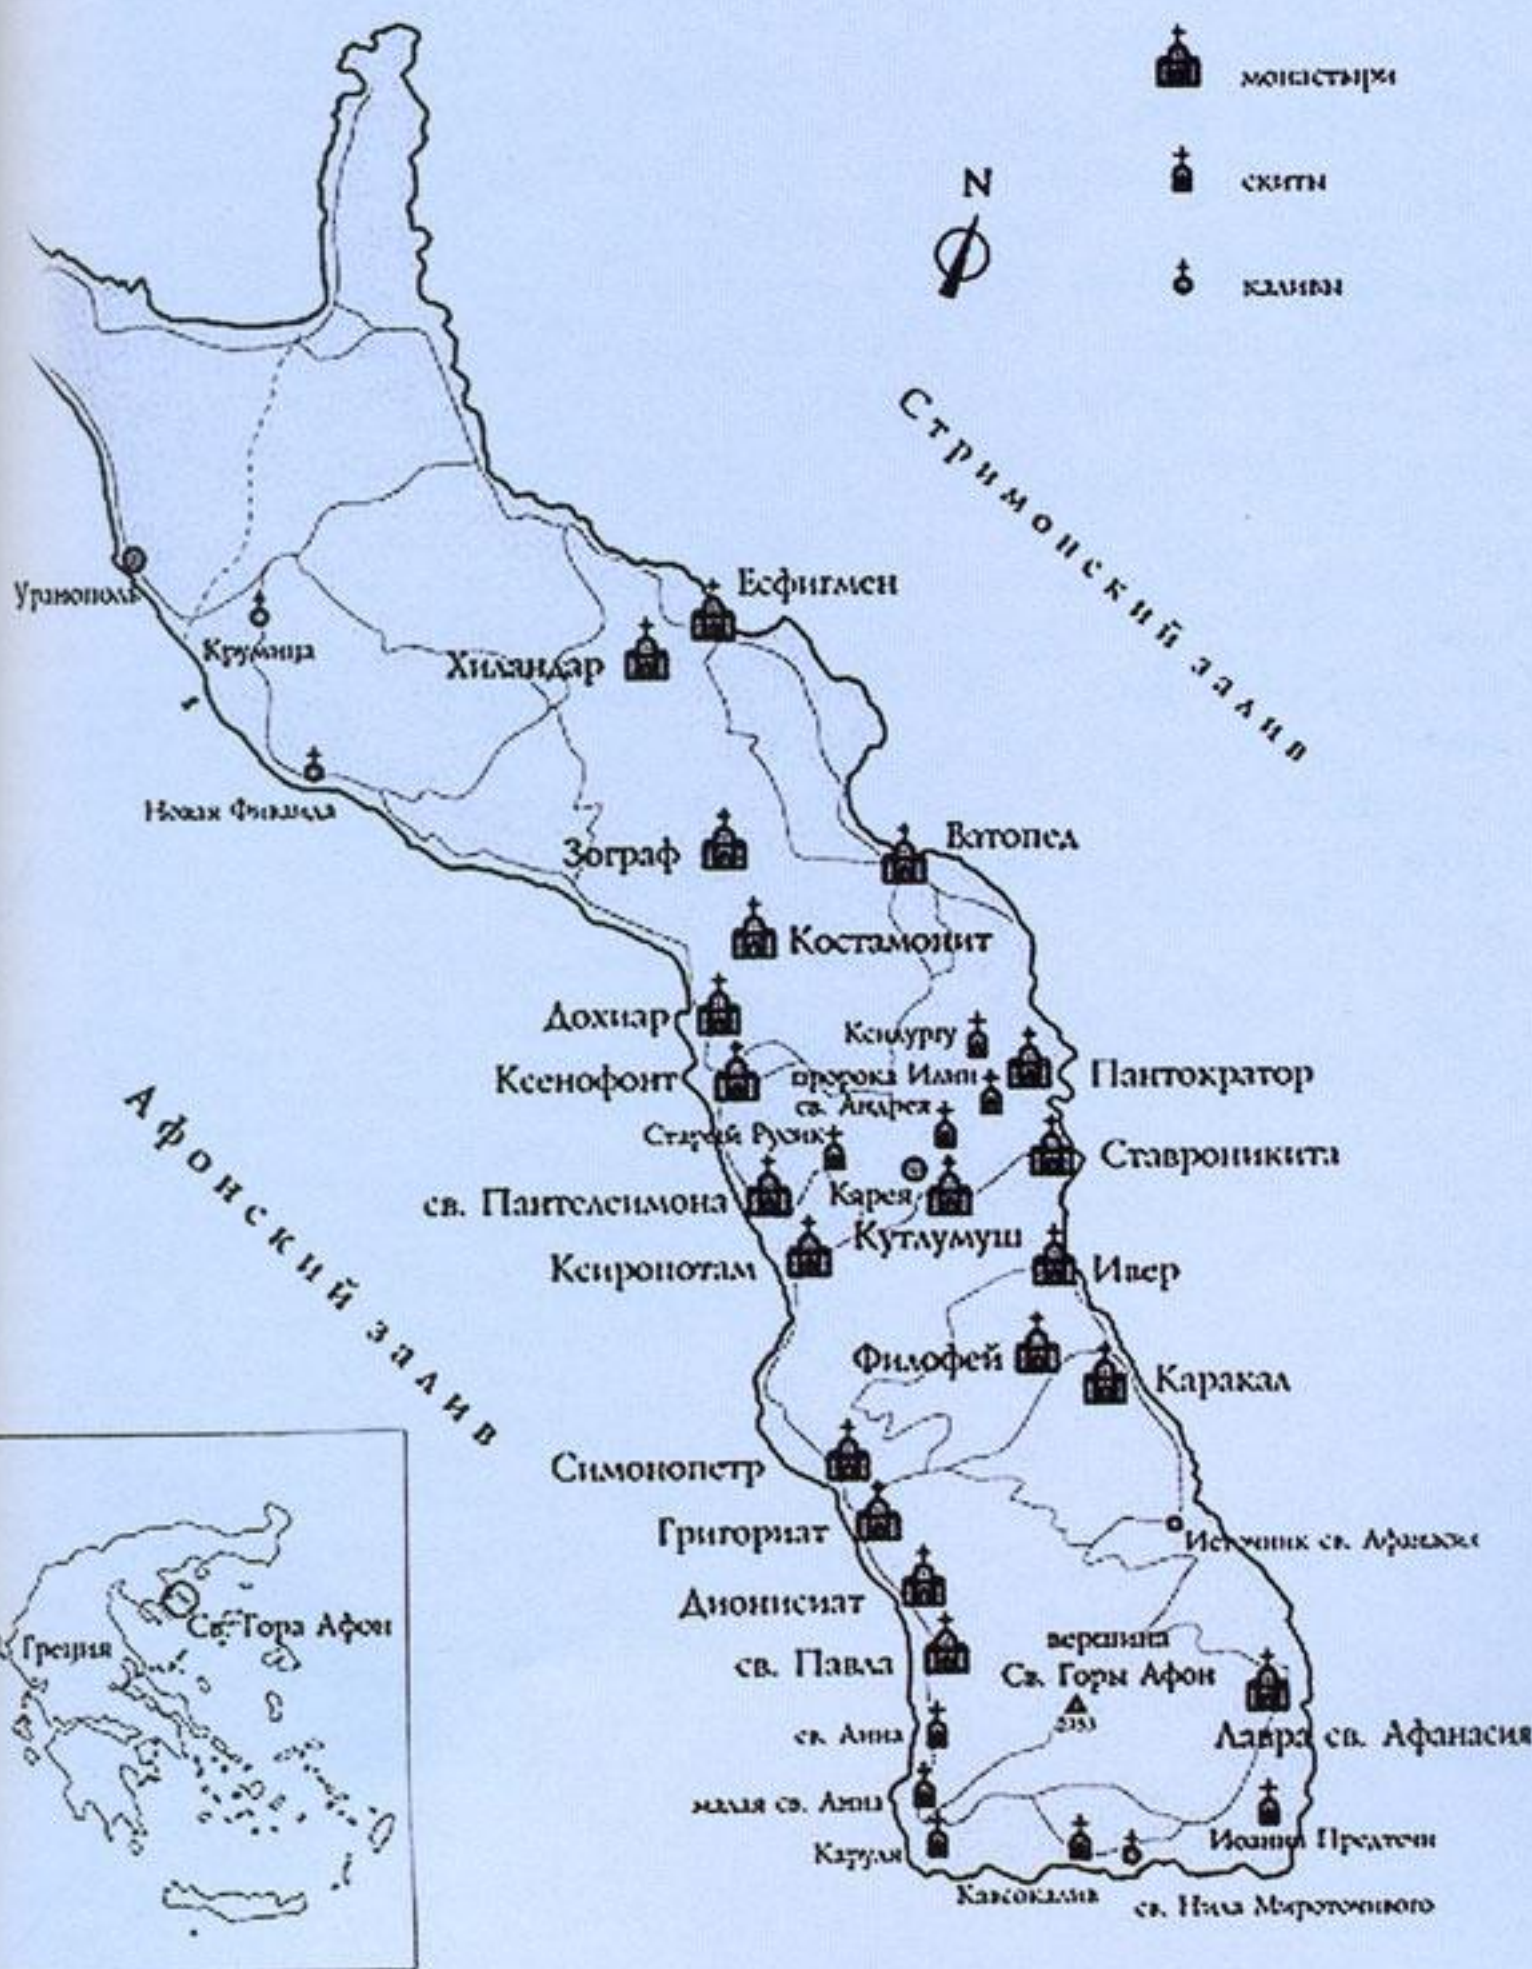 монастыри
N
скиты
каливы
Стримонский залив
Уранополь
Есфигмен
Крумица
Хиландар
Новая Фиваида
Зограф
Ватопед
Костамонит
Дохиар
Ксилургу
Ксенофонт
пророка Илии
Пантократор
св. Андрея
Старый Русик
Ставроникита
св. Пантелеимона
Карея
Кутлумуш
Ксиропотам
Ивер
Афонский залив
Филофей
Каракал
Симонопетр
Григориат
Источник св. Афанасия
Дионисиат
Св. Гора Афон
Греция
вершина
св. Павла
Св. Горы Афон
св. Анна
Лавра св. Афанасия
малая св. Анна
Иоанна Предтечи
Каруля
Кавсокалив
св. Нила Мироточивого